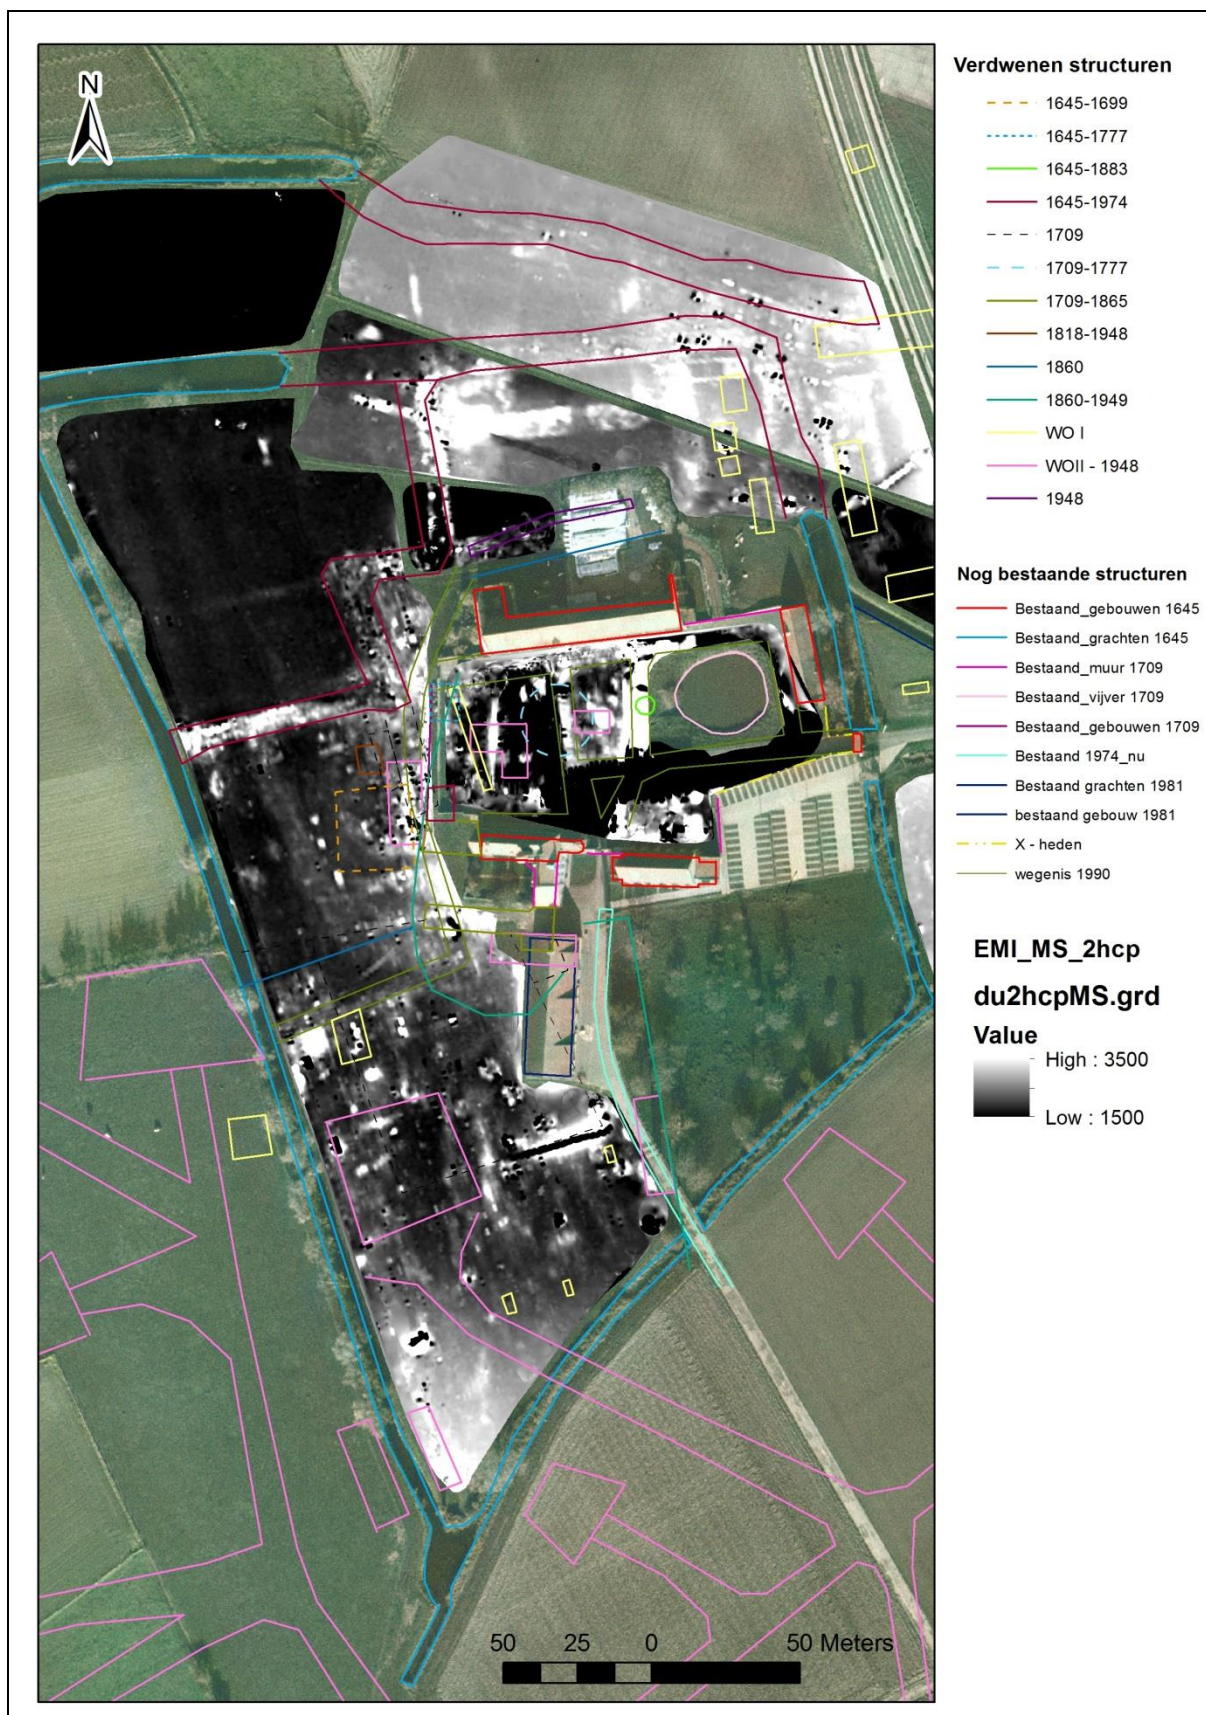 N
Verdwenen structuren
1645-1699
1645-1777
1645-1883
1645-1974
1709
1709-1777
1709-1865
1818-1948
1860
1860-1949
WO I
WOII - 1948
1948
Nog bestaande structuren
Bestaand_gebouwen 1645
Bestaand_grachten 1645
Bestaand_muur 1709
Bestaand_vijver 1709
Bestaand_gebouwen 1709
Bestaand 1974_nu
Bestaand grachten 1981
bestaand gebouw 1981
X - heden
wegenis 1990
EMI_MS_2hcp
du2hcpMS.grd
Value
High : 3500
Low : 1500
50 25 0 50 Meters